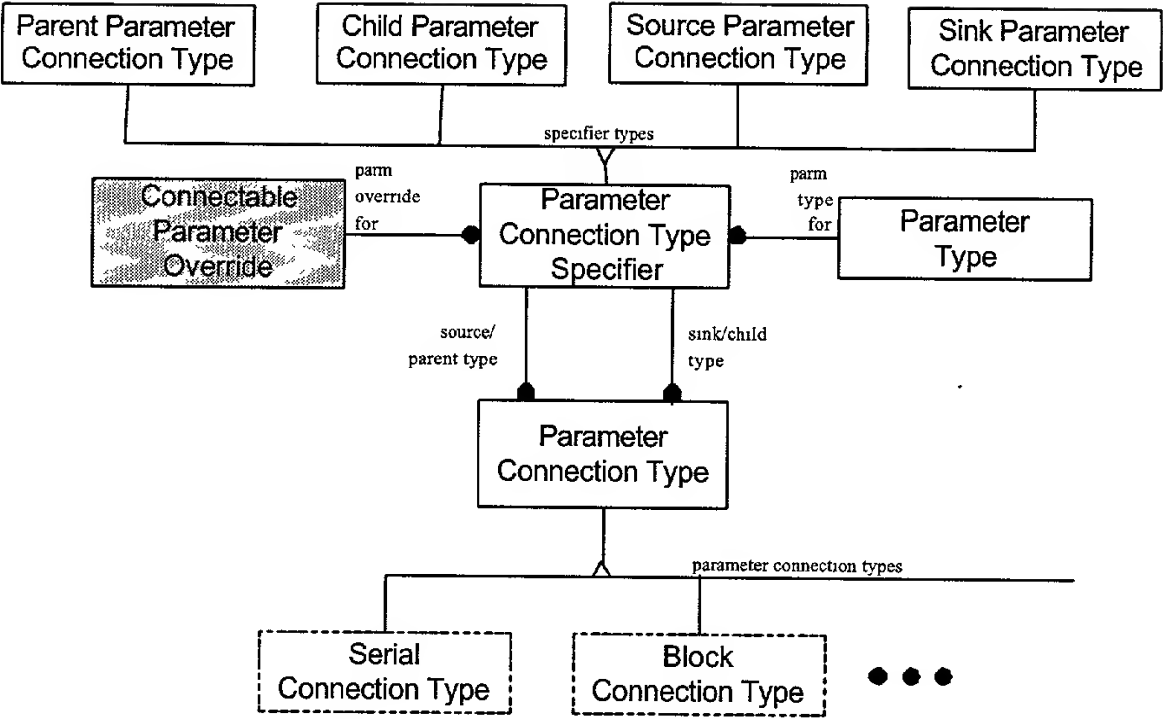 Parent Parameter
Connection Type
Child Parameter
Connection Type
Source Parameter
Connection Type
Sink Parameter
Connection Type
specifier types
Connectable
Parameter
Override
parm
override
for
Parameter
Connection Type
Specifier
parm
type
for
Parameter
Type
source/
parent type
sink/child
type
Parameter
Connection Type
parameter connection types
Serial
Connection Type
Block
Connection Type